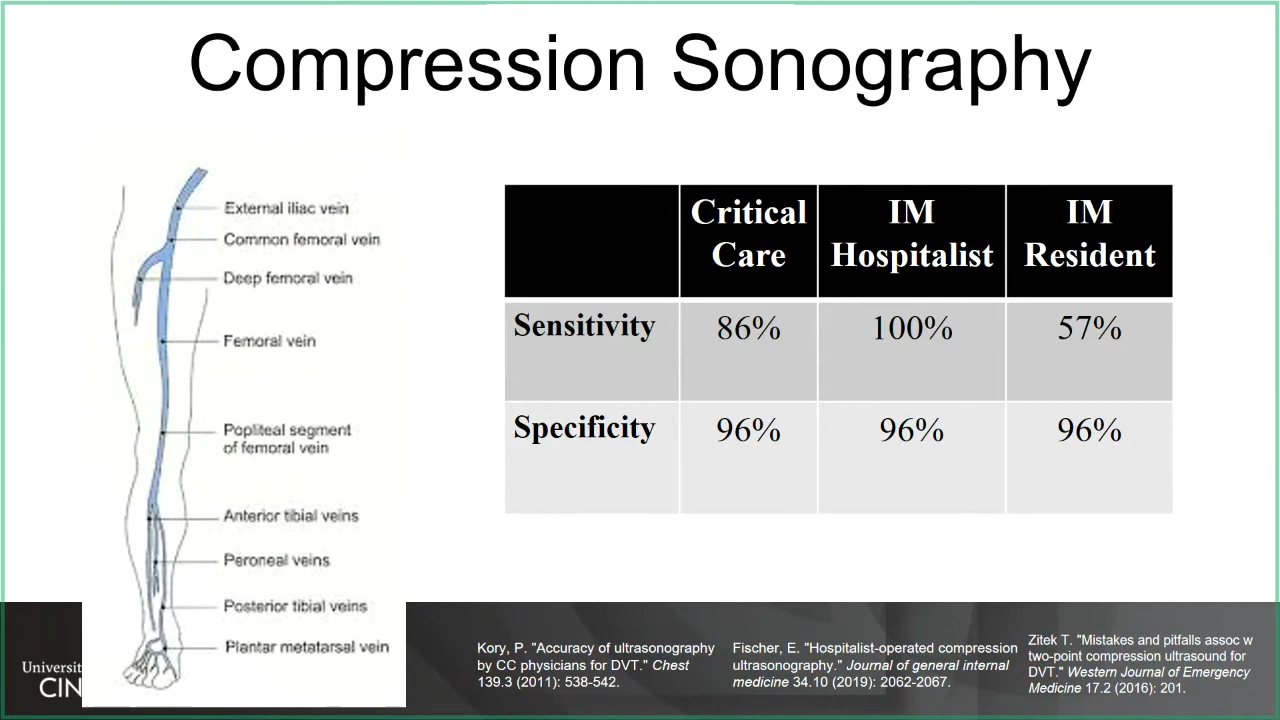 Compression Sonography
External iliac vein
Common femoral vein
Deep femoral vein
Femoral vein
Popliteal segment
of femoral vein
Anterior tibial veins
Peroneal veins
Posterior tibial veins
Plantar metatarsal vein
Critical Care
IM Hospitalist
IM Resident
Sensitivity 86% 100% 57%
Specificity 96% 96% 96%
Universit
CIN
Kory, P. "Accuracy of ultrasonography
by CC physicians for DVT." Chest
139.3 (2011): 538-542.
Fischer, E. "Hospitalist-operated compression
ultrasonography." Journal of general internal
medicine 34.10 (2019): 2062-2067.
Zitek T. "Mistakes and pitfalls assoc w
two-point compression ultrasound for
DVT." Western Journal of Emergency
Medicine 17.2 (2016): 201.